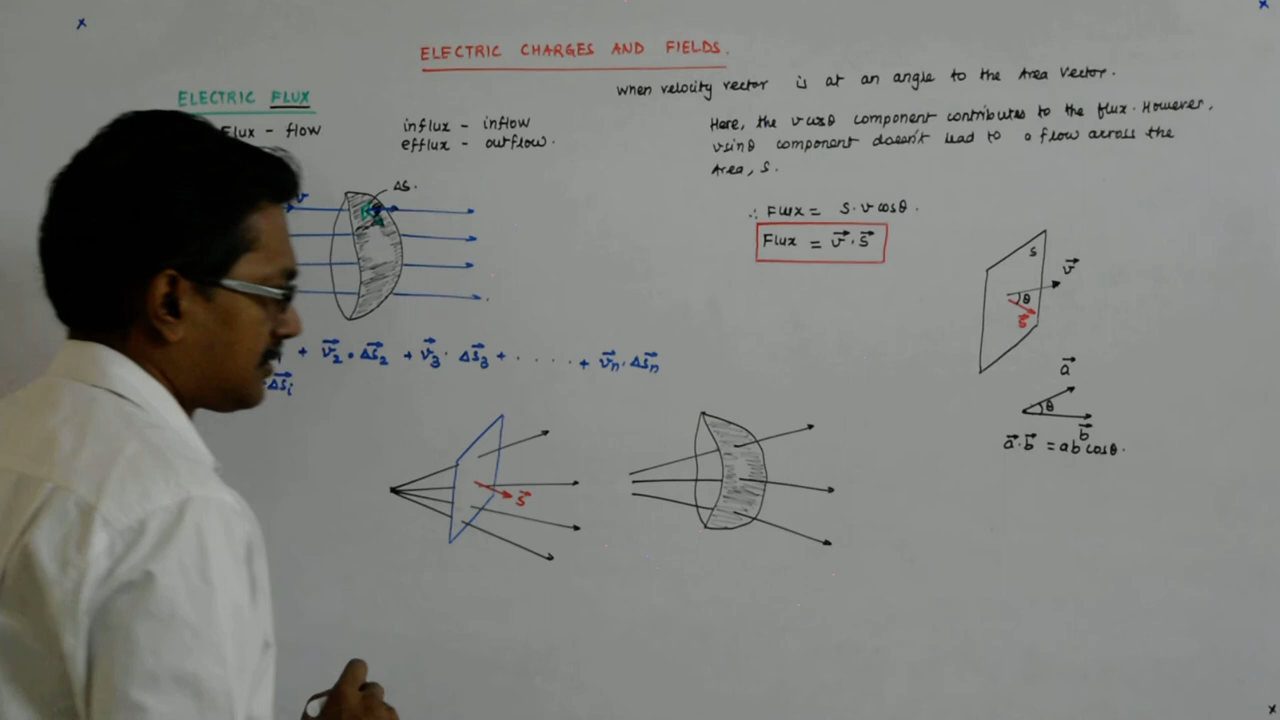 ELECTRIC CHARGES AND FIELDS.
ELECTRIC FLUX
Flux - flow
influx - inflow
efflux - outflow.
when velocity vector is at an angle to the Area Vector.
Here, the v cosθ component contributes to the flux. However,
vsinθ component doesn't lead to a flow across the
Area, S.
∴ Flux = S. v cosθ.
Flux = v⃗ . S⃗
v
ΔS.
+ v⃗₂ . ΔS⃗₂ + v⃗₃ . ΔS⃗₃ + . . . . . + v⃗ₙ . ΔS⃗ₙ
ΔS⃗ᵢ
S
v⃗
θ
S⃗
a⃗
θ
b⃗
a⃗ . b⃗ = ab cosθ.
S⃗